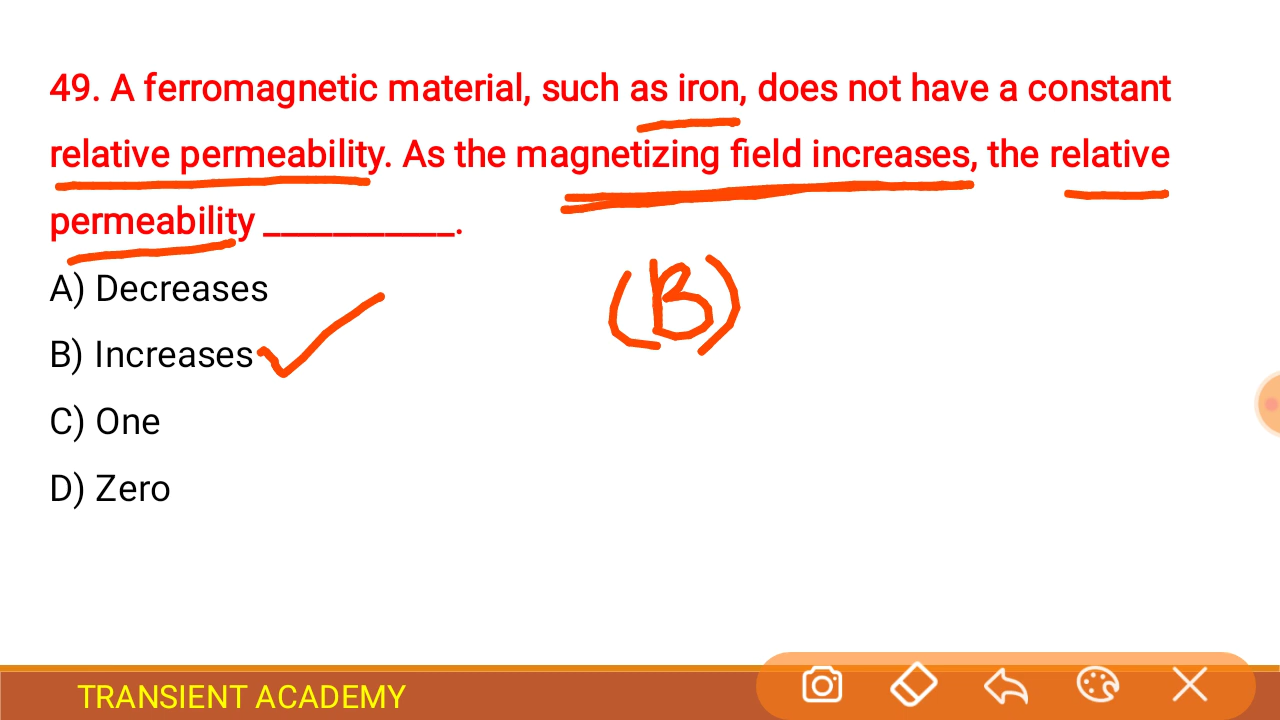 49. A ferromagnetic material, such as iron, does not have a constant
relative permeability. As the magnetizing field increases, the relative
permeability ___________.
A) Decreases
B) Increases
(B)
C) One
D) Zero
TRANSIENT ACADEMY